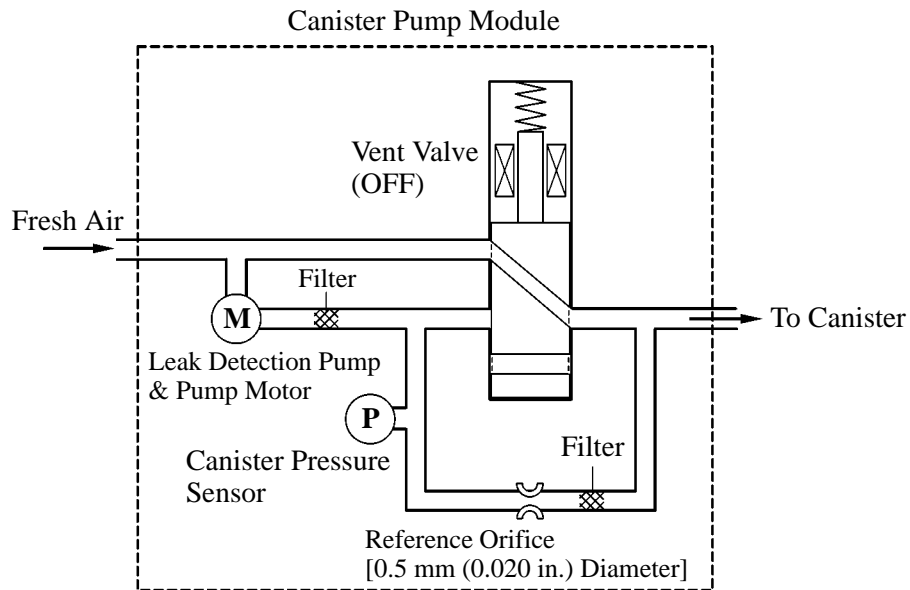 Canister Pump Module
Vent Valve
(OFF)
Fresh Air
Filter
M
To Canister
Leak Detection Pump
& Pump Motor
P
Filter
Canister Pressure
Sensor
Reference Orifice
[0.5 mm (0.020 in.) Diameter]